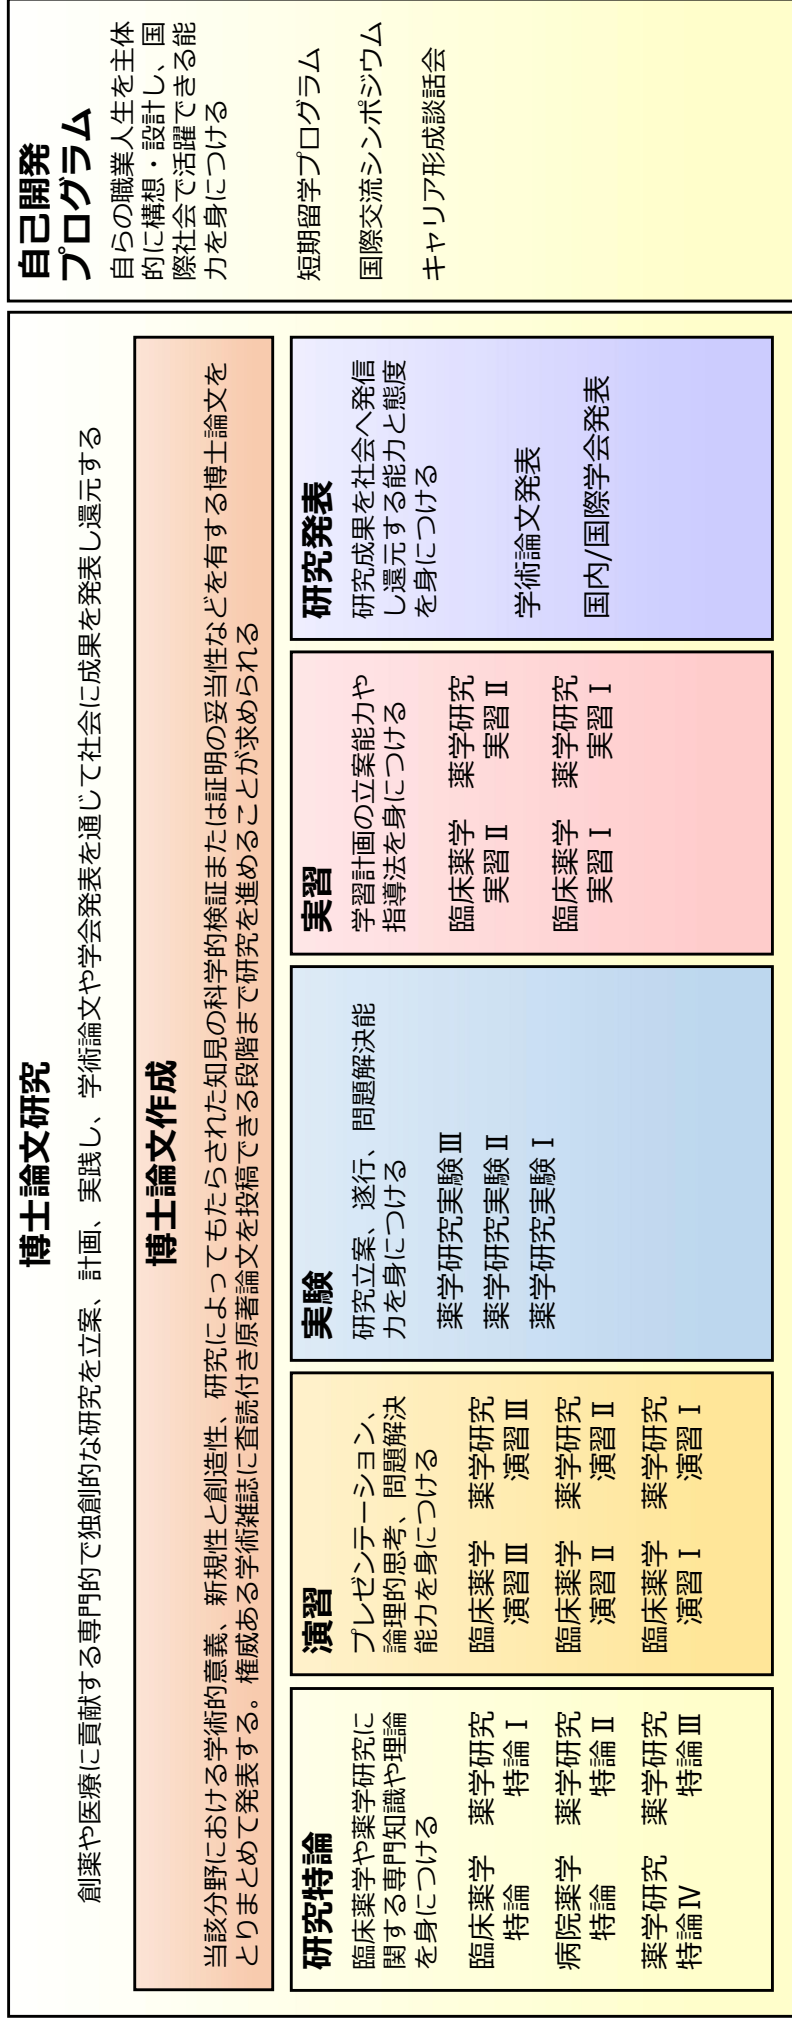 博士論文研究
創薬や医療に貢献する専門的で独創的な研究を立案、計画、実践し、学術論文や学会発表を通じて社会に成果を発表し還元する
博士論文作成
当該分野における学術的意義、新規性と創造性、研究によってもたらされた知見の科学的検証または証明の妥当性などを有する博士論文を
とりまとめて発表する。権威ある学術雑誌に査読付き原著論文を投稿できる段階まで研究を進めることが求められる
研究特論
臨床薬学や薬学研究に
関する専門知識や理論
を身につける
臨床薬学
特論
薬学研究
特論Ⅰ
病院薬学
特論
薬学研究
特論Ⅱ
薬学研究
特論Ⅳ
薬学研究
特論Ⅲ
演習
プレゼンテーション、
論理的思考、問題解決
能力を身につける
臨床薬学
演習Ⅲ
薬学研究
演習Ⅲ
臨床薬学
演習Ⅱ
薬学研究
演習Ⅱ
臨床薬学
演習Ⅰ
薬学研究
演習Ⅰ
実験
研究立案、遂行、問題解決能
力を身につける
薬学研究実験Ⅲ
薬学研究実験Ⅱ
薬学研究実験Ⅰ
実習
学習計画の立案能力や
指導法を身につける
臨床薬学
実習Ⅱ
薬学研究
実習Ⅱ
臨床薬学
実習Ⅰ
薬学研究
実習Ⅰ
研究発表
研究成果を社会へ発信
し還元する能力と態度
を身につける
学術論文発表
国内/国際学会発表
自己開発
プログラム
自らの職業人生を主体
的に構想・設計し、国
際社会で活躍できる能
力を身につける
短期留学プログラム
国際交流シンポジウム
キャリア形成談話会